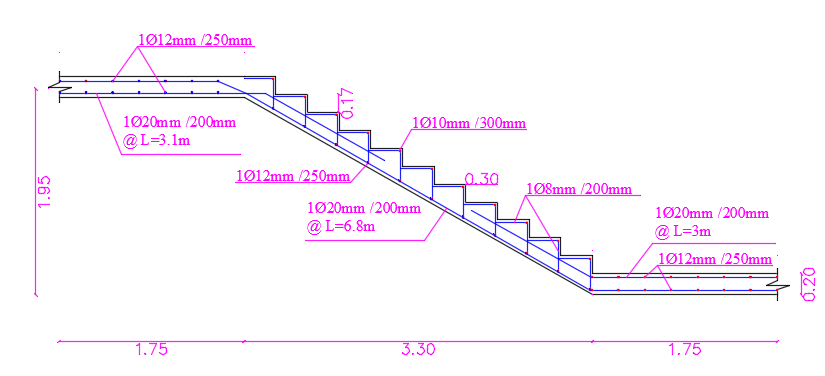 1Ø12mm /250mm
0.17
1Ø20mm /200mm
@ L=3.1m
1Ø10mm /300mm
1Ø12mm /250mm
0.30
1Ø8mm /200mm
1.95
1Ø20mm /200mm
@ L=6.8m
1Ø20mm /200mm
@ L=3m
1Ø12mm /250mm
0.20
1.75
3.30
1.75